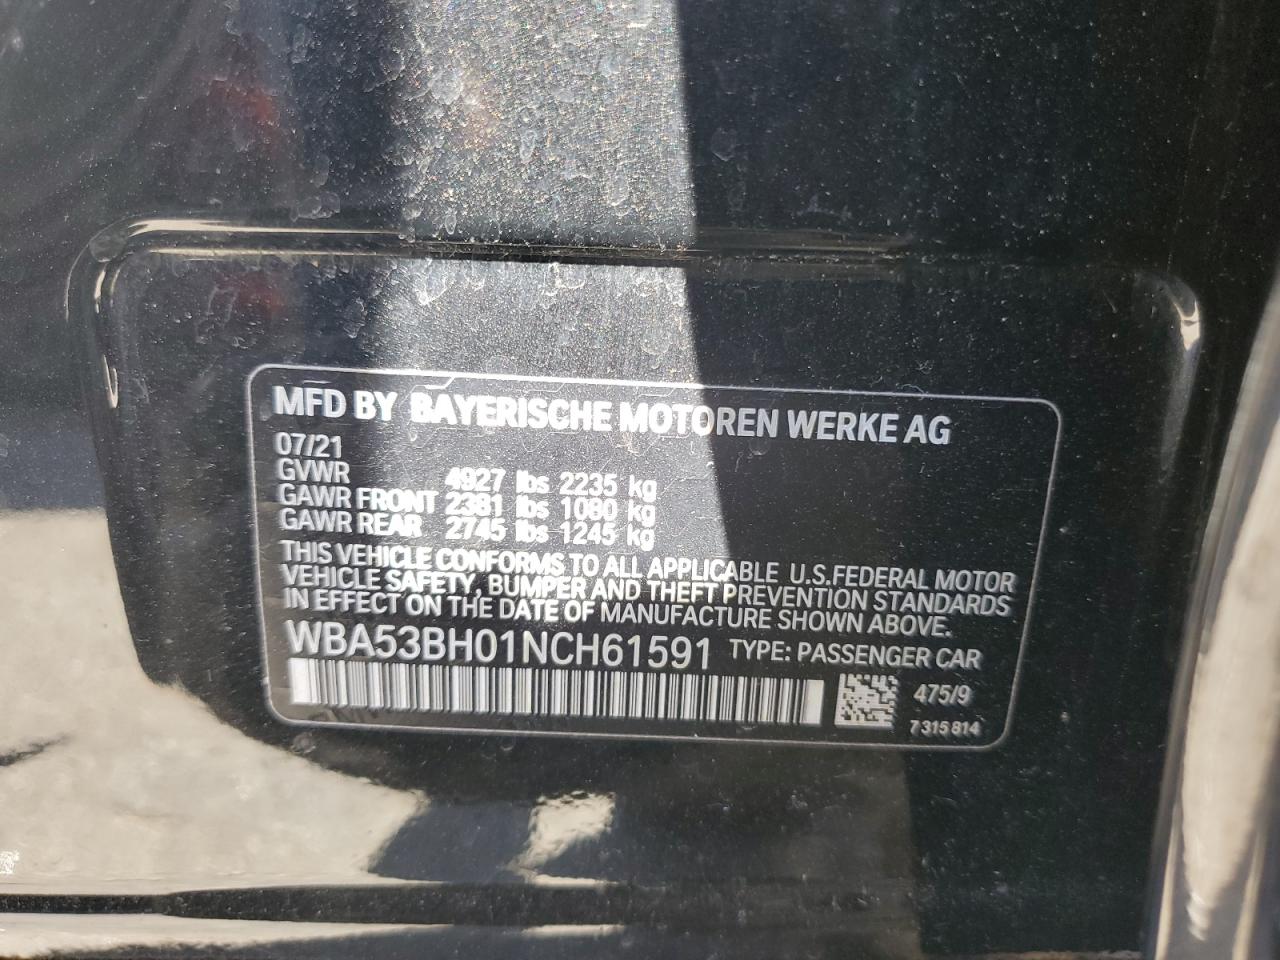 MFD BY BAYERISCHE MOTOREN WERKE AG
07/21
GVWR 4927 lbs 2235 kg
GAWR FRONT 2381 lbs 1080 kg
GAWR REAR 2745 lbs 1245 kg
THIS VEHICLE CONFORMS TO ALL APPLICABLE U.S.FEDERAL MOTOR
VEHICLE SAFETY, BUMPER AND THEFT PREVENTION STANDARDS
IN EFFECT ON THE DATE OF MANUFACTURE SHOWN ABOVE.
WBA53BH01NCH61591 TYPE: PASSENGER CAR
475/9
7 315 814